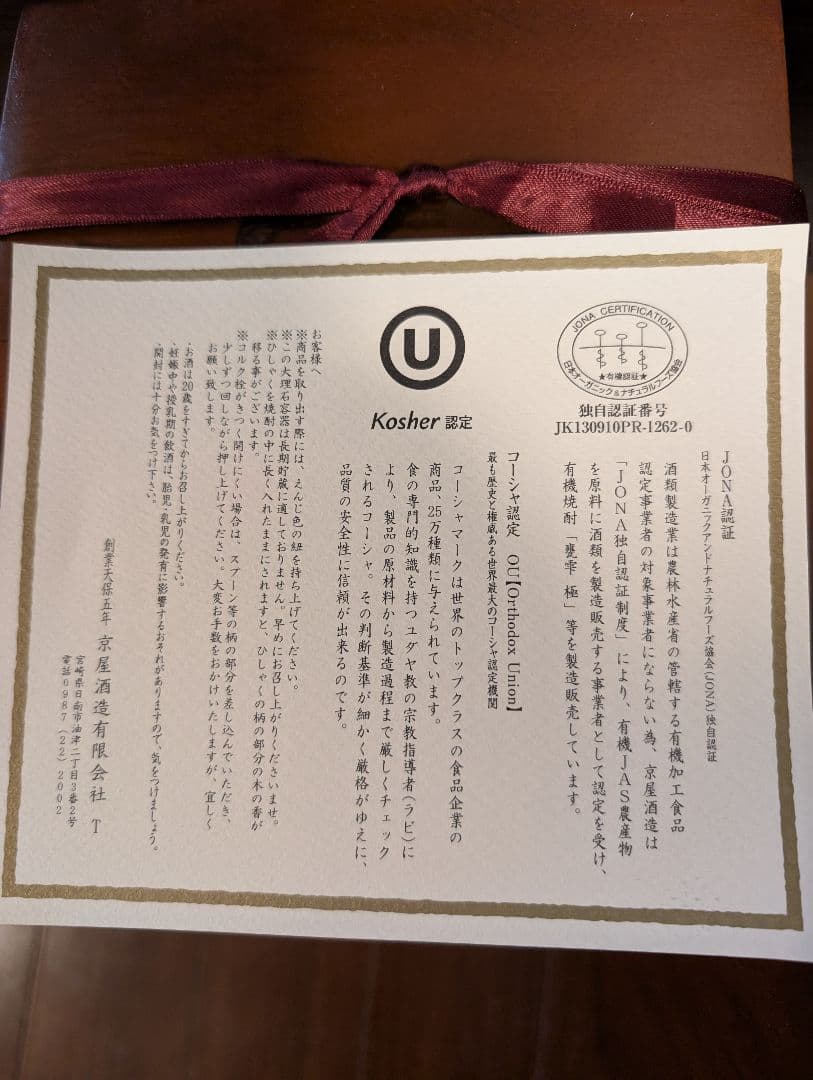 JONA認証
日本オーガニックアンドナチュラルフーズ協会(JONA)独自認証
酒類製造業は農林水産省の管轄する有機加工食品
認定事業者の対象事業者にならない為、京屋酒造は
「JONA独自認証制度」により、有機JAS農産物
を原料に酒類を製造販売する事業者として認定を受け、
有機焼酎「甕雫 極」等を製造販売しています。
JONA CERTIFICATION
★有機認証★
日本オーガニック&ナチュラルフーズ協会
独自認証番号
JK130910PR-1262-0
コーシャ認定 OU【Orthodox Union】
最も歴史と権威ある世界最大のコーシャ認定機関
コーシャマークは世界のトップクラスの食品企業の
商品、25万種類に与えられています。
食の専門的知識を持つユダヤ教の宗教指導者(ラビ)に
より、製品の原材料から製造過程まで厳しくチェック
されるコーシャ。その判断基準が細かく厳格がゆえに、
品質の安全性に信頼が出来るのです。
U
Kosher 認定
お客様へ
※商品を取り出す際には、えんじ色の紐を持ち上げてください。
※この大理石容器は長期貯蔵に適しておりません。早めにお召し上がりくださいませ。
※ひしゃくを焼酎の中に長く入れたままにされますと、ひしゃくの柄の部分の木の香が
移る事がございます。
※コルク栓がきつく開けにくい場合は、スプーン等の柄の部分を差し込んでいただき、
少しずつ回しながら押し上げてください。大変お手数をおかけいたしますが、宜しく
お願い致します。
・お酒は20歳をすぎてからお召し上がりください。
・妊娠中や授乳期の飲酒は、胎児・乳児の発育に影響するおそれがありますので、気をつけましょう。
・開封には十分お気をつけ下さい。
創業天保五年 京屋酒造有限会社 T
宮崎県日南市油津二丁目3番2号
電話0987(22)2002